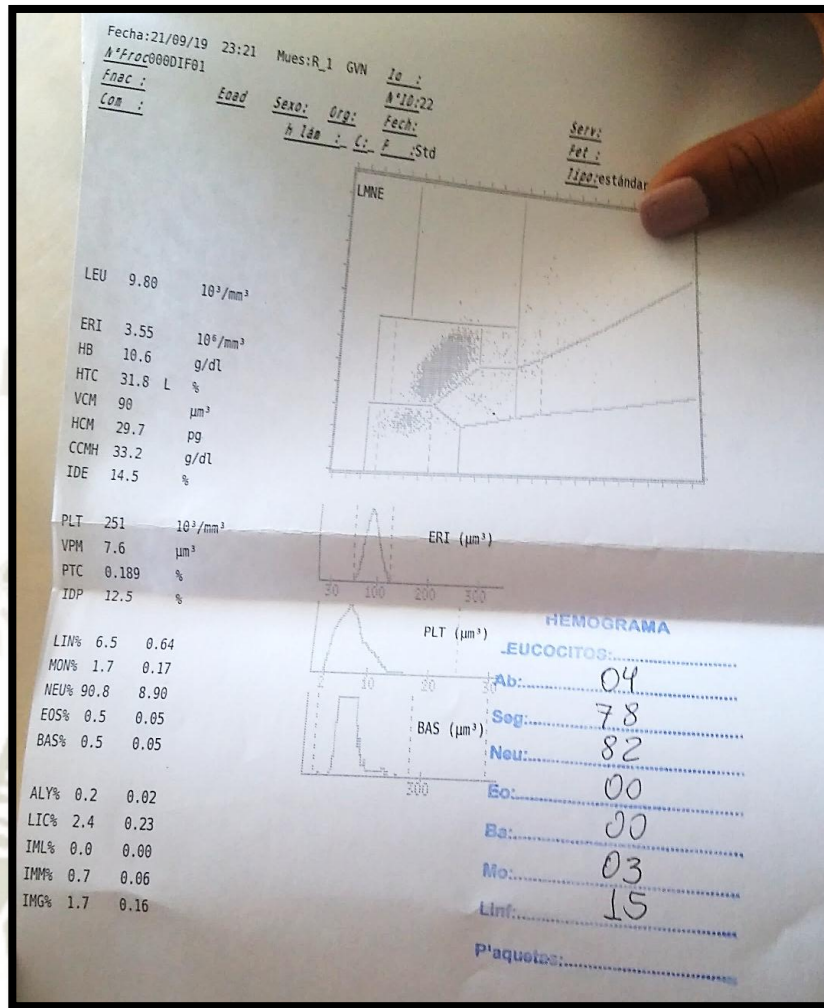 Fecha:21/09/19 23:21 Mues:R_1 GVN Io :
N°Froc000DIF01 N°ID:22
Fnac : Edad Sexo: Org: Fech: Serv:
Com : h lám :_ C:_ F :Std Pet :
Tipo:estándar
LMNE
LEU 9.80 10³/mm³
ERI 3.55 10⁶/mm³
HB 10.6 g/dl
HTC 31.8 L %
VCM 90 µm³
HCM 29.7 pg
CCMH 33.2 g/dl
IDE 14.5 %
PLT 251 10³/mm³
VPM 7.6 µm³
PTC 0.189 %
IDP 12.5 %
LIN% 6.5 0.64
MON% 1.7 0.17
NEU% 90.8 8.90
EOS% 0.5 0.05
BAS% 0.5 0.05
ALY% 0.2 0.02
LIC% 2.4 0.23
IML% 0.0 0.00
IMM% 0.7 0.06
IMG% 1.7 0.16
ERI (µm³)
30 100 200 300
PLT (µm³)
2 10 20 30
BAS (µm³)
300
HEMOGRAMA
LEUCOCITOS:
Ab: 04
Seg: 78
Neu: 82
Eo: 00
Ba: 00
Mo: 03
Linf: 15
Plaquetas: